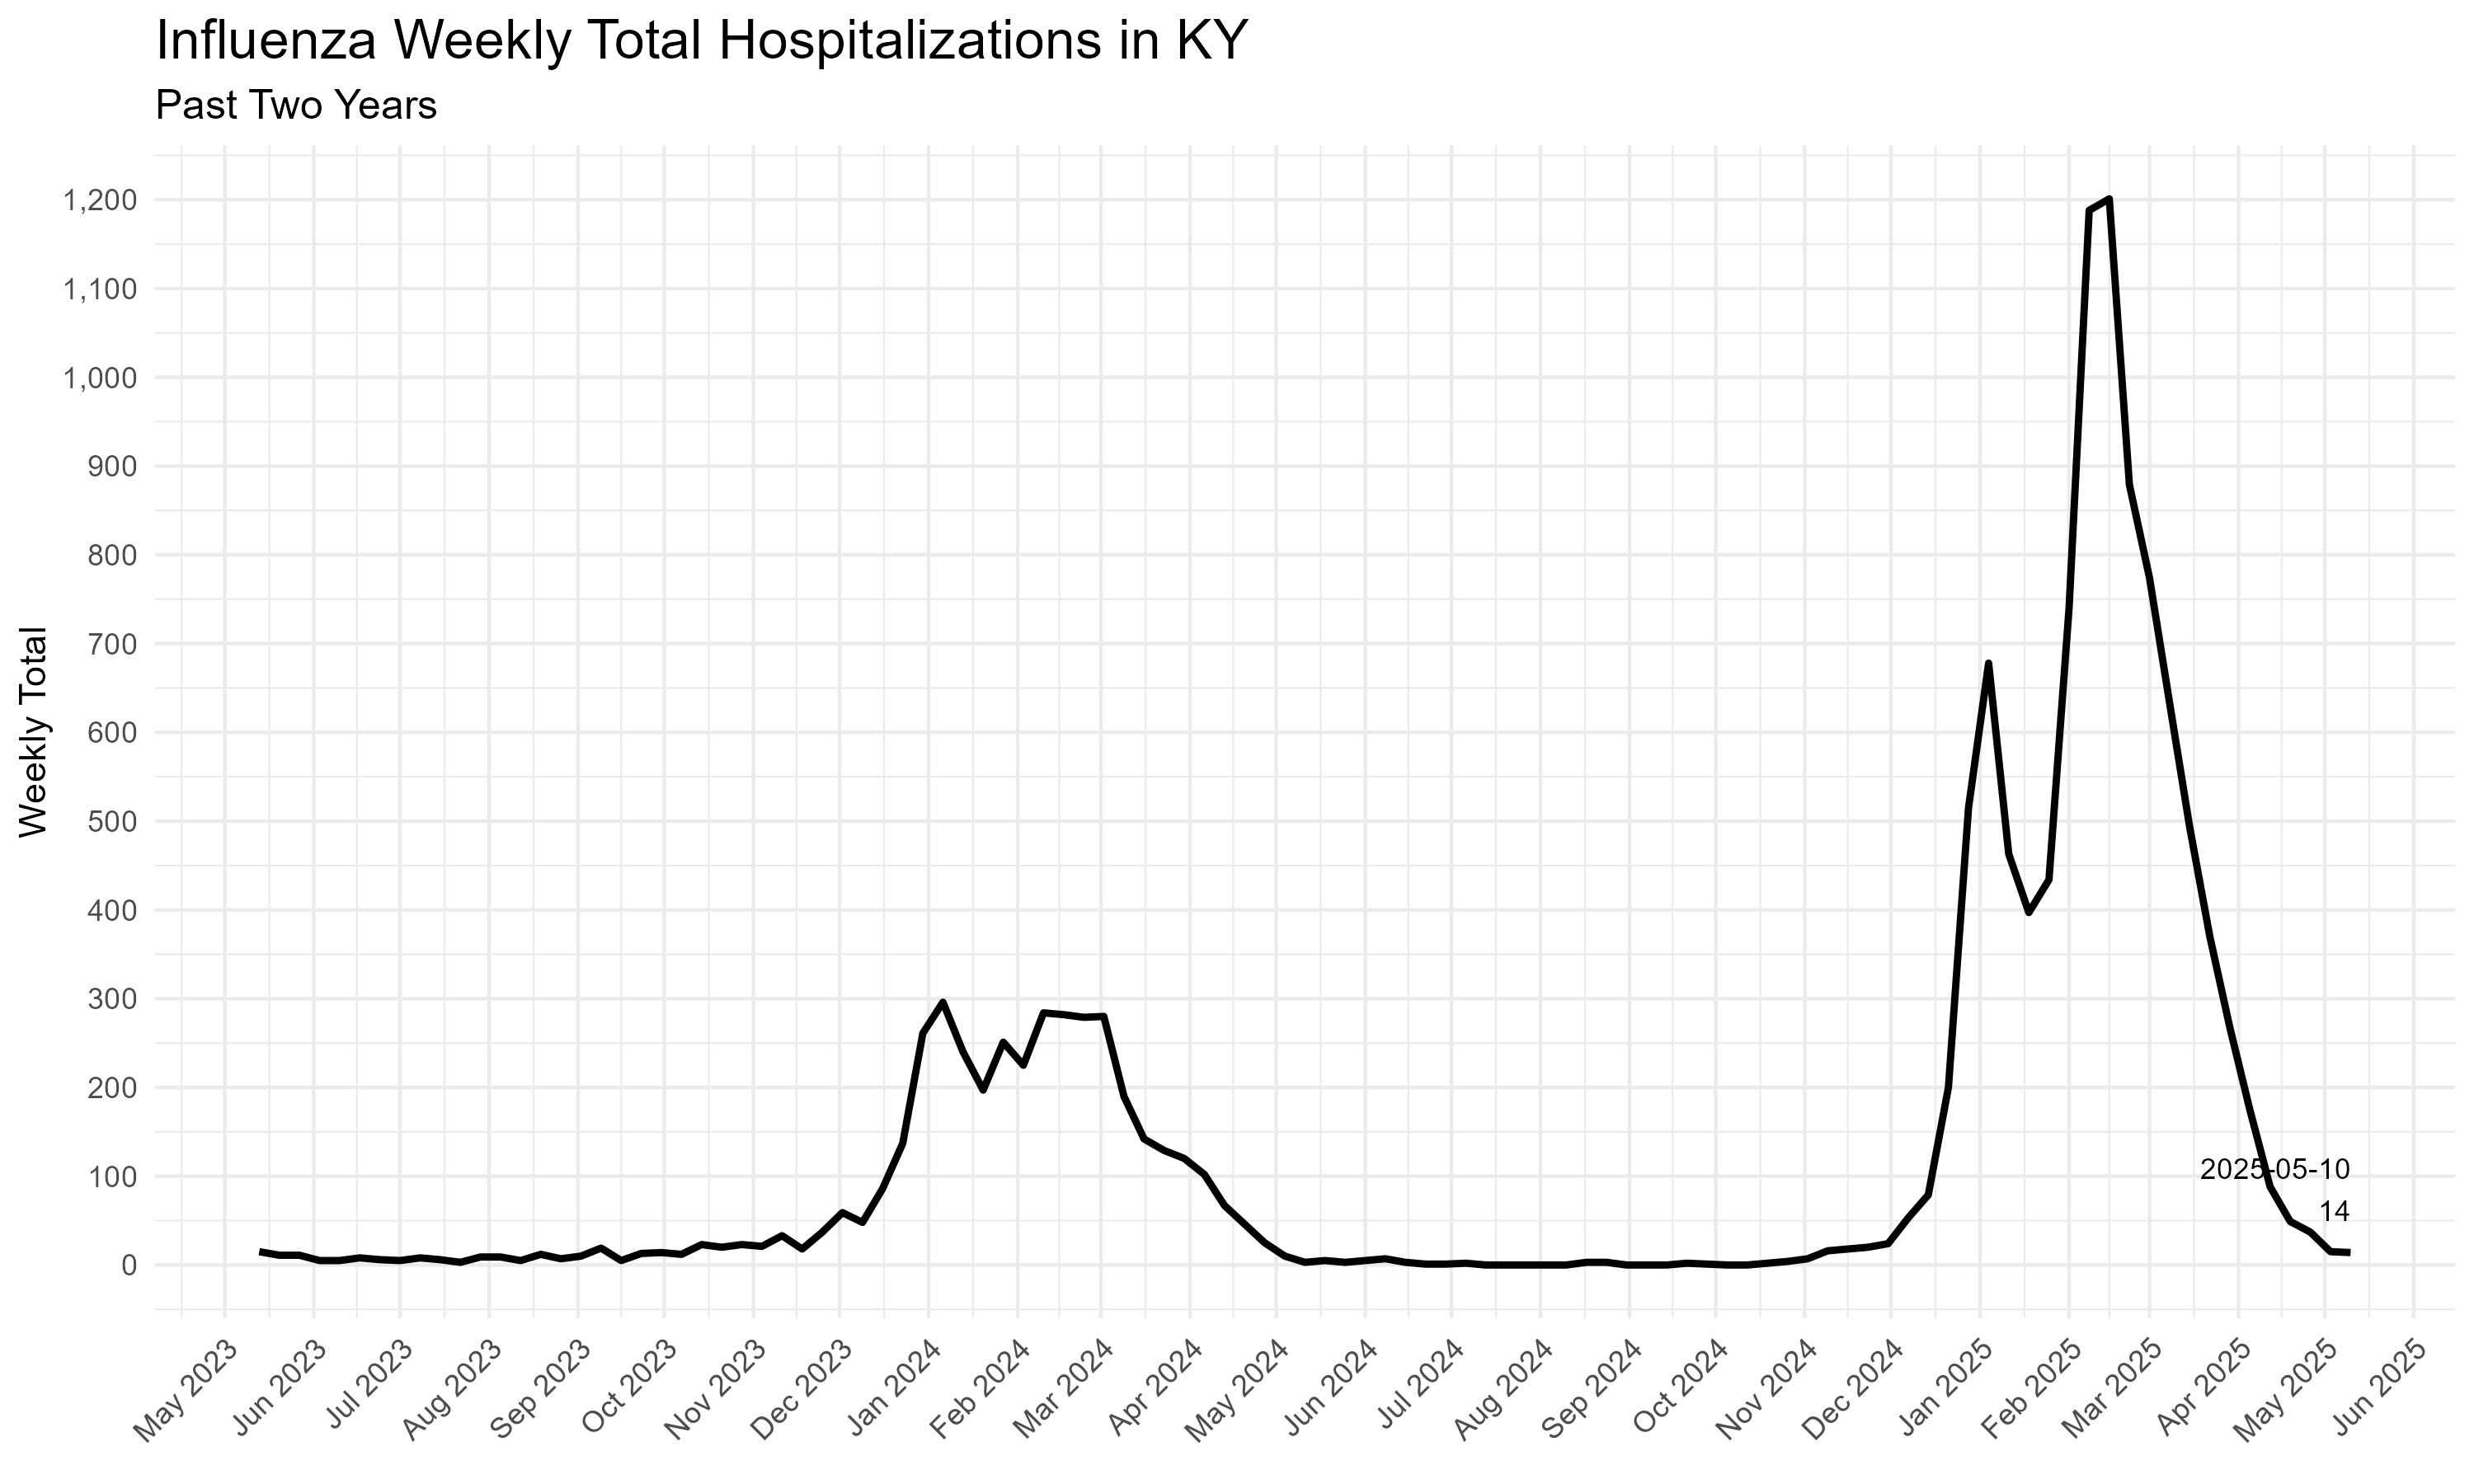 Influenza Weekly Total Hospitalizations in KY
Past Two Years
Weekly Total
1,200
1,100
1,000
900
800
700
600
500
400
300
200
100
0
2025-05-10
14
May 2023
Jun 2023
Jul 2023
Aug 2023
Sep 2023
Oct 2023
Nov 2023
Dec 2023
Jan 2024
Feb 2024
Mar 2024
Apr 2024
May 2024
Jun 2024
Jul 2024
Aug 2024
Sep 2024
Oct 2024
Nov 2024
Dec 2024
Jan 2025
Feb 2025
Mar 2025
Apr 2025
May 2025
Jun 2025